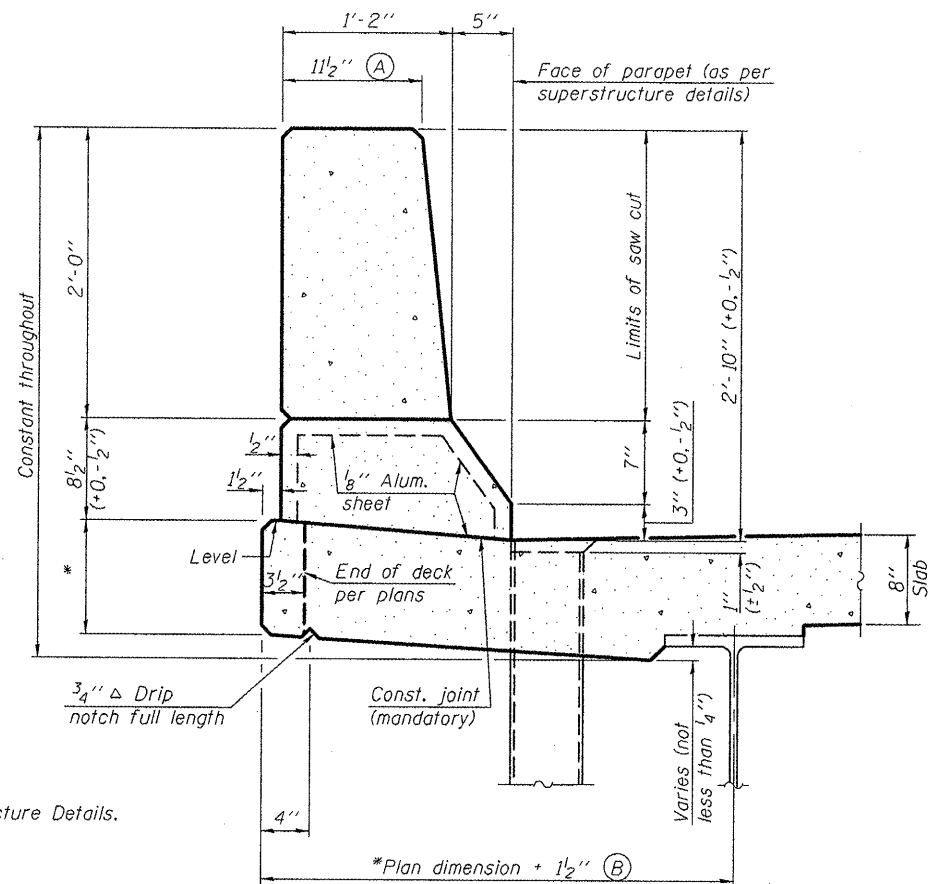 1'-2"
5"
11½" (A)
Face of parapet (as per
superstructure details)
Constant throughout
2'-0"
8½"
(+0,-½")
*
Limits of saw cut
2'-10" (+0,-½")
7"
3" (+0,-½")
½"
1½"
⅛" Alum.
sheet
Level
3½"
End of deck
per plans
1"
(±½")
8"
Slab
¾" Δ Drip
notch full length
Const. joint
(mandatory)
Varies (not
less than ¼")
cture Details.
4"
*Plan dimension + 1½" (B)